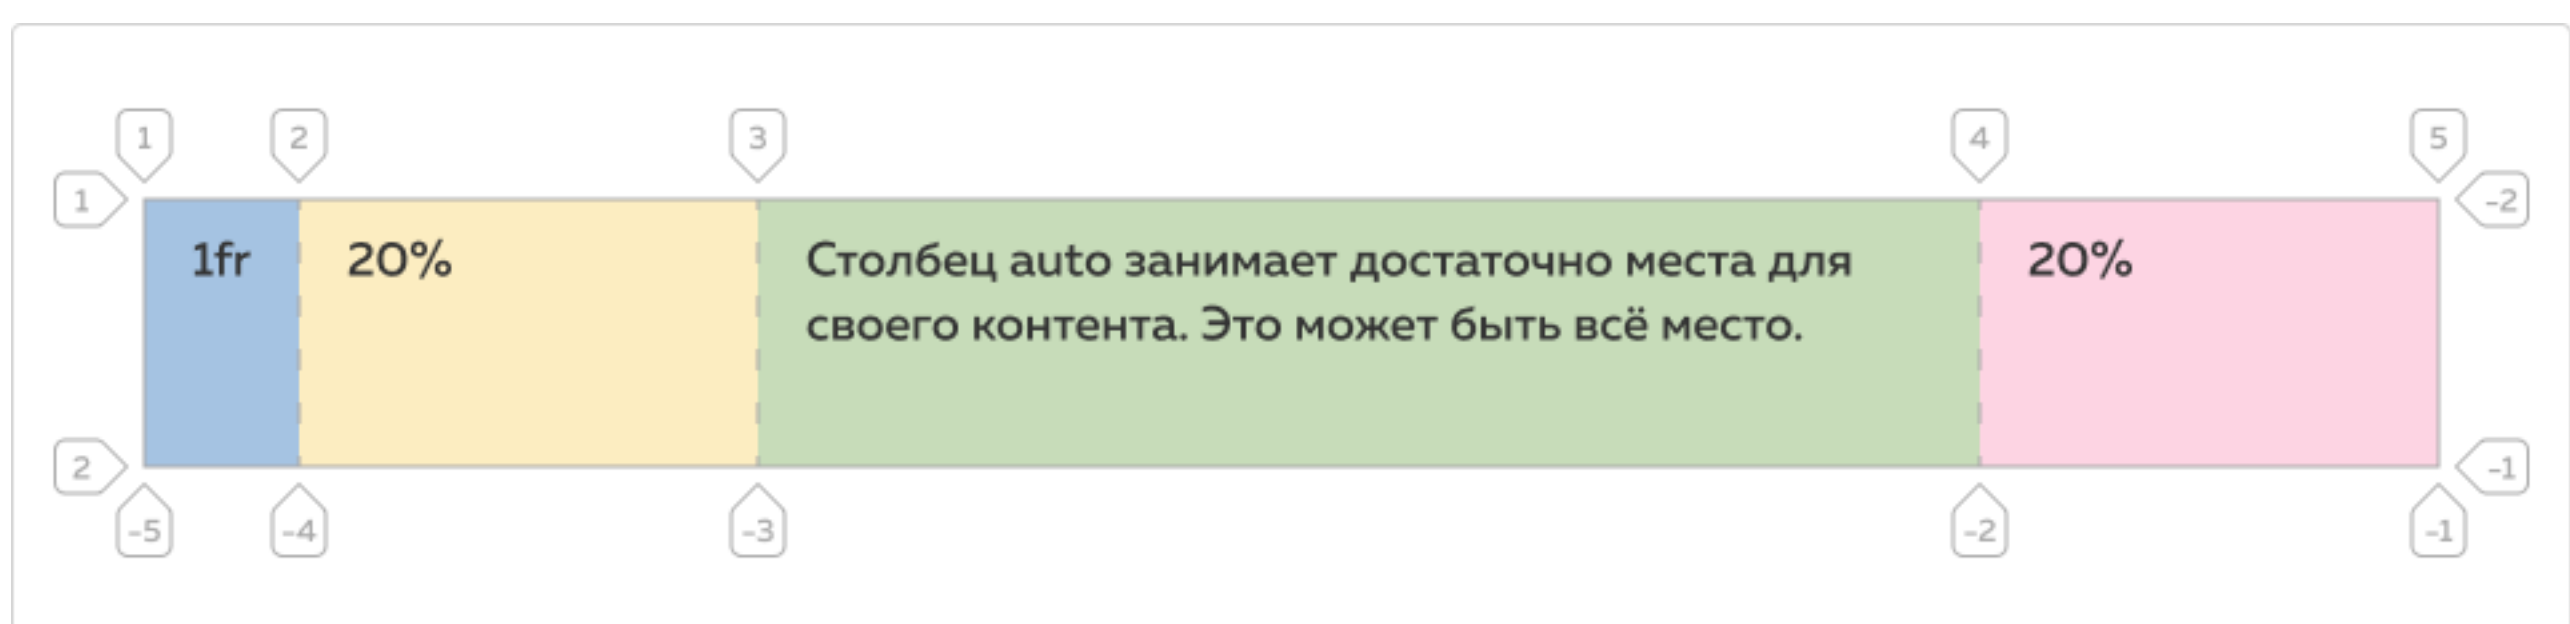 1 2 3 4 5
1 -2
1fr 20% Столбец auto занимает достаточно места для 20%
своего контента. Это может быть всё место.
2 -1
-5 -4 -3 -2 -1